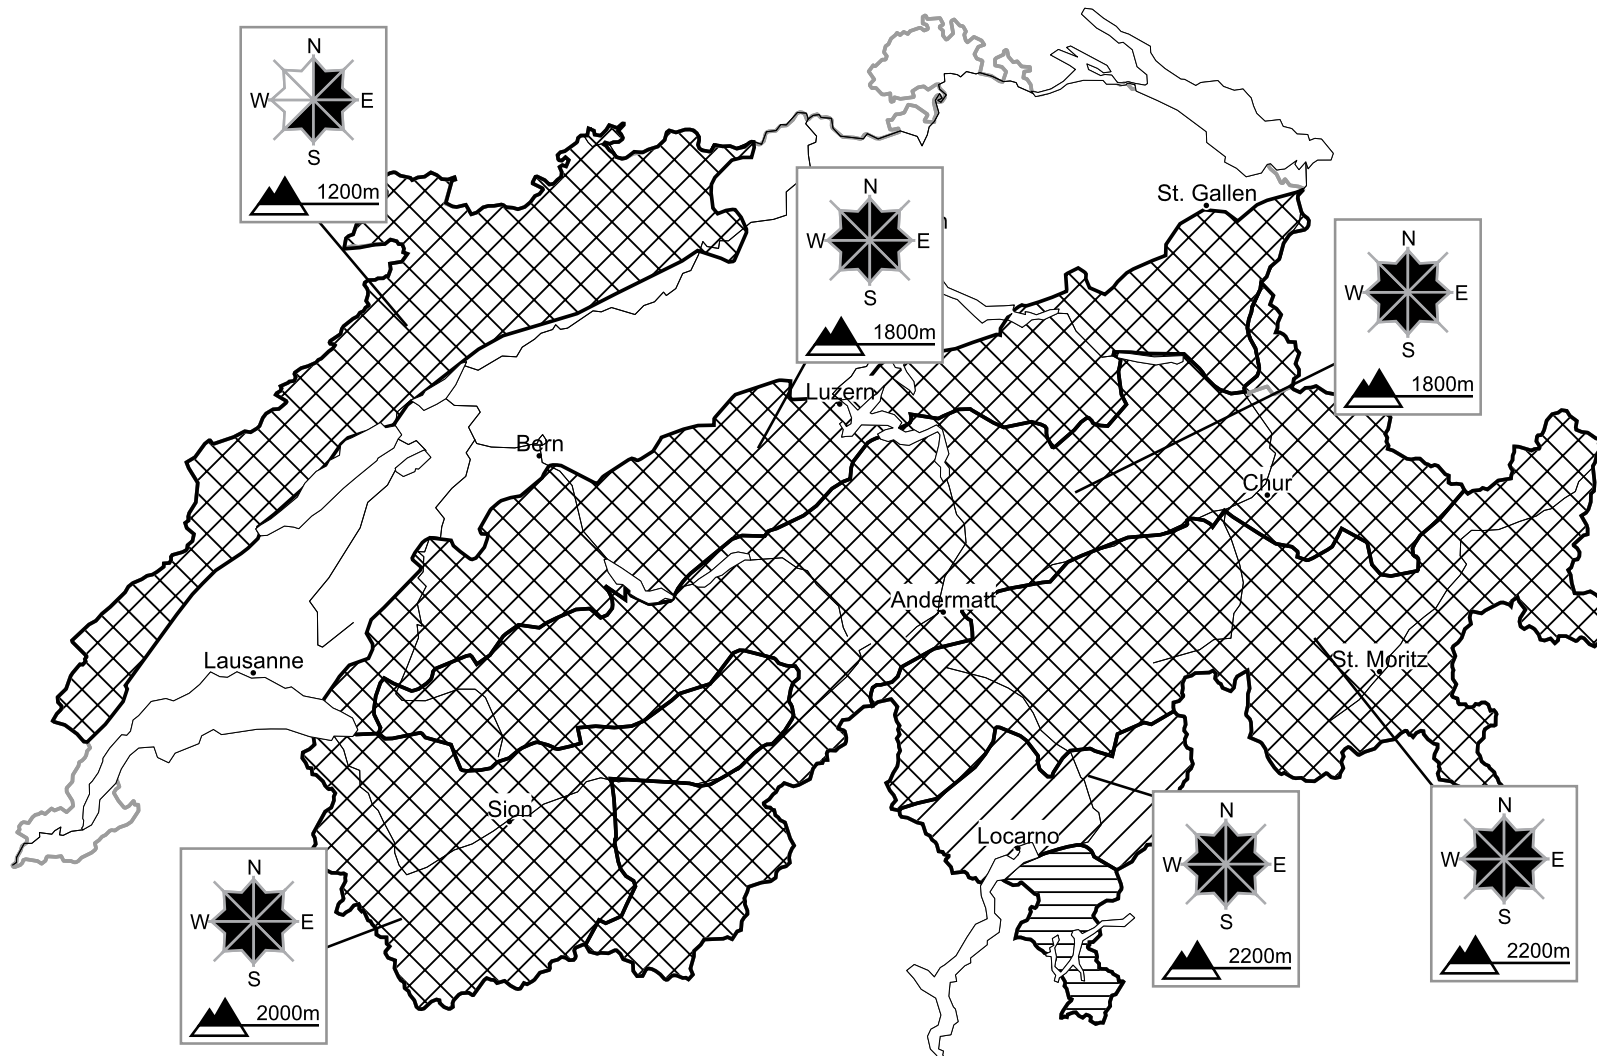 N
W E
S
1200m
N
W E
S
1800m
St. Gallen
N
W E
S
1800m
Luzern
Bern
Chur
Andermatt
Lausanne
St. Moritz
Sion
Locarno
N
W E
S
2000m
N
W E
S
2200m
N
W E
S
2200m